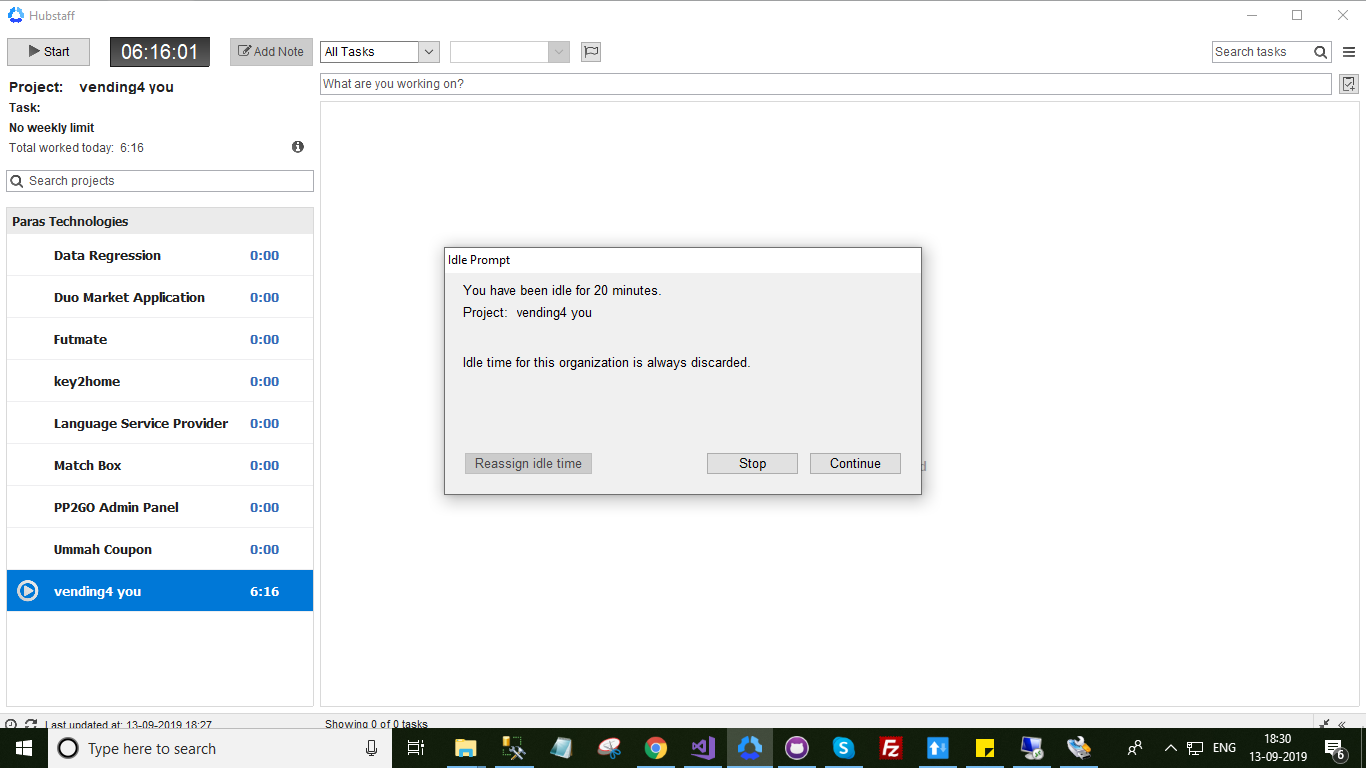 Hubstaff
Start
06:16:01
Add Note
All Tasks
Search tasks
Project: vending4 you
What are you working on?
Task:
No weekly limit
Total worked today: 6:16
Search projects
Paras Technologies
Data Regression 0:00
Duo Market Application 0:00
Futmate 0:00
key2home 0:00
Language Service Provider 0:00
Match Box 0:00
PP2GO Admin Panel 0:00
Ummah Coupon 0:00
vending4 you 6:16
Idle Prompt
You have been idle for 20 minutes.
Project: vending4 you
Idle time for this organization is always discarded.
Reassign idle time
Stop
Continue
Last updated at: 13-09-2019 18:27
Showing 0 of 0 tasks
Type here to search
ENG
18:30
13-09-2019
6